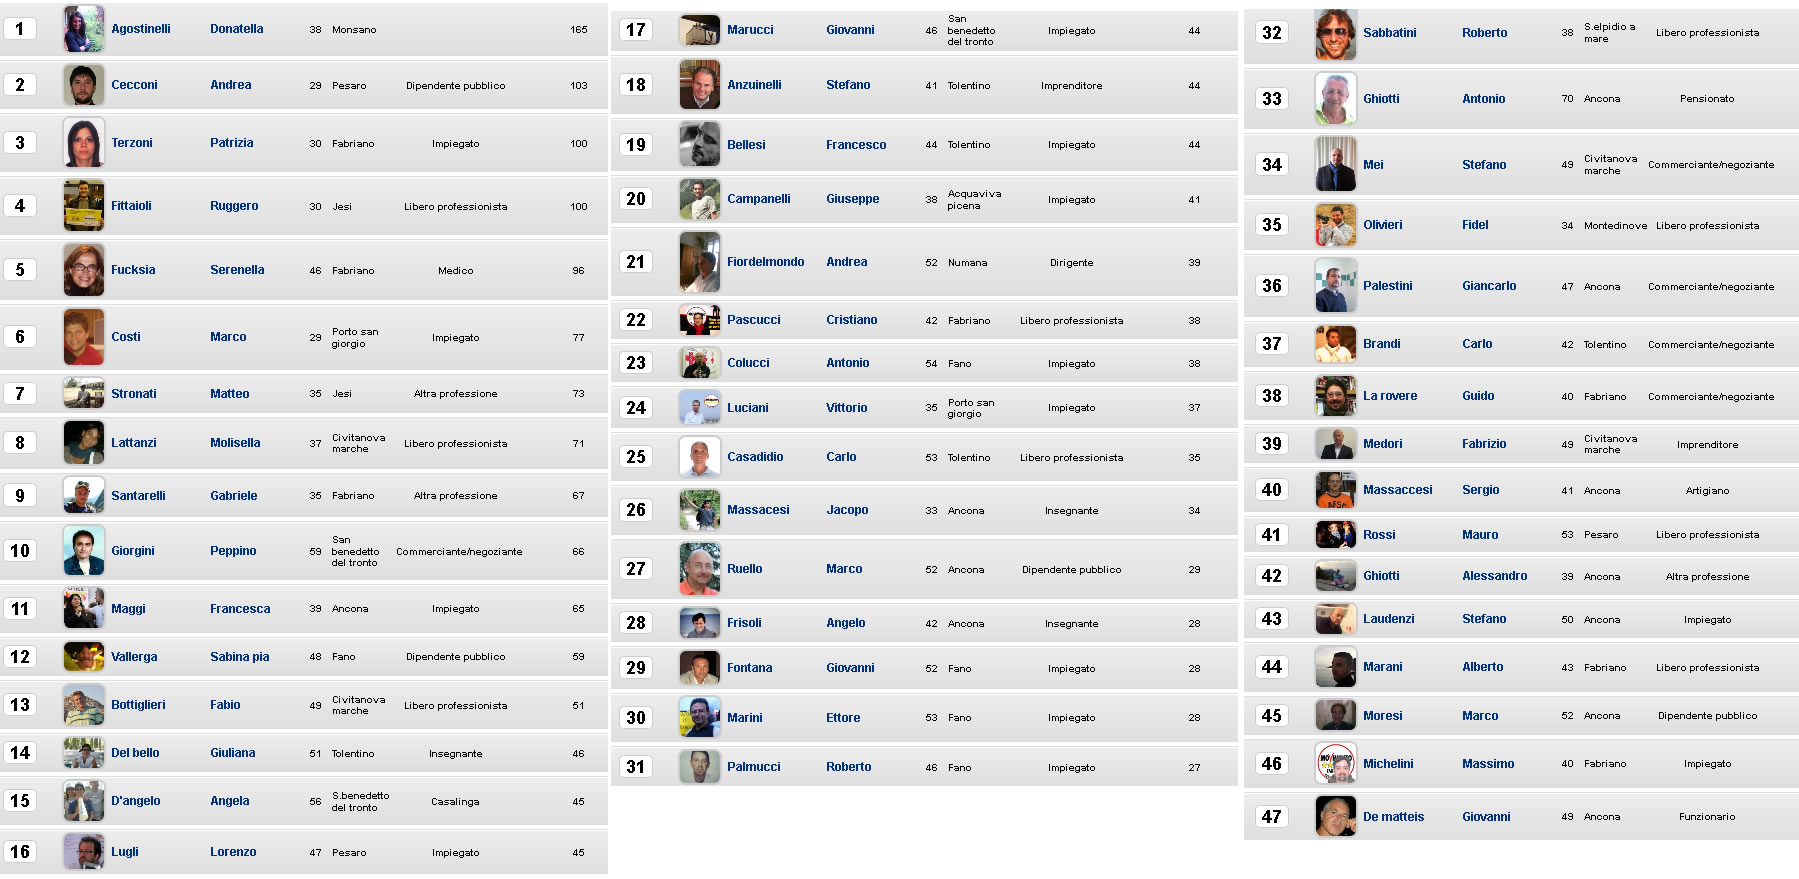 1 Agostinelli Donatella 38 Monsano 165
2 Cecconi Andrea 29 Pesaro Dipendente pubblico 103
3 Terzoni Patrizia 30 Fabriano Impiegato 100
4 Fittaioli Ruggero 30 Jesi Libero professionista 100
5 Fucksia Serenella 46 Fabriano Medico 96
6 Costi Marco 29 Porto san giorgio Impiegato 77
7 Stronati Matteo 35 Jesi Altra professione 73
8 Lattanzi Molisella 37 Civitanova marche Libero professionista 71
9 Santarelli Gabriele 35 Fabriano Altra professione 67
10 Giorgini Peppino 59 San benedetto del tronto Commerciante/negoziante 66
11 Maggi Francesca 39 Ancona Impiegato 65
12 Vallerga Sabina pia 48 Fano Dipendente pubblico 59
13 Bottiglieri Fabio 49 Civitanova marche Libero professionista 51
14 Del bello Giuliana 51 Tolentino Insegnante 46
15 D'angelo Angela 56 S.benedetto del tronto Casalinga 45
16 Lugli Lorenzo 47 Pesaro Impiegato 45
17 Marucci Giovanni 46 San benedetto del tronto Impiegato 44
18 Anzuinelli Stefano 41 Tolentino Imprenditore 44
19 Bellesi Francesco 44 Tolentino Impiegato 44
20 Campanelli Giuseppe 38 Acquaviva picena Impiegato 41
21 Fiordelmondo Andrea 52 Numana Dirigente 39
22 Pascucci Cristiano 42 Fabriano Libero professionista 38
23 Colucci Antonio 54 Fano Impiegato 38
24 Luciani Vittorio 35 Porto san giorgio Impiegato 37
25 Casadidio Carlo 53 Tolentino Libero professionista 35
26 Massacesi Jacopo 33 Ancona Insegnante 34
27 Ruello Marco 52 Ancona Dipendente pubblico 29
28 Frisoli Angelo 42 Ancona Insegnante 28
29 Fontana Giovanni 52 Fano Impiegato 28
30 Marini Ettore 53 Fano Impiegato 28
31 Palmucci Roberto 46 Fano Impiegato 27
32 Sabbatini Roberto 38 S.elpidio a mare Libero professionista
33 Ghiotti Antonio 70 Ancona Pensionato
34 Mei Stefano 49 Civitanova marche Commerciante/negoziante
35 Olivieri Fidel 34 Montedinove Libero professionista
36 Palestini Giancarlo 47 Ancona Commerciante/negoziante
37 Brandi Carlo 42 Tolentino Commerciante/negoziante
38 La rovere Guido 40 Fabriano Commerciante/negoziante
39 Medori Fabrizio 49 Civitanova marche Imprenditore
40 Massaccesi Sergio 41 Ancona Artigiano
41 Rossi Mauro 53 Pesaro Libero professionista
42 Ghiotti Alessandro 39 Ancona Altra professione
43 Laudenzi Stefano 50 Ancona Impiegato
44 Marani Alberto 43 Fabriano Libero professionista
45 Moresi Marco 52 Ancona Dipendente pubblico
46 Michelini Massimo 40 Fabriano Impiegato
47 De matteis Giovanni 49 Ancona Funzionario